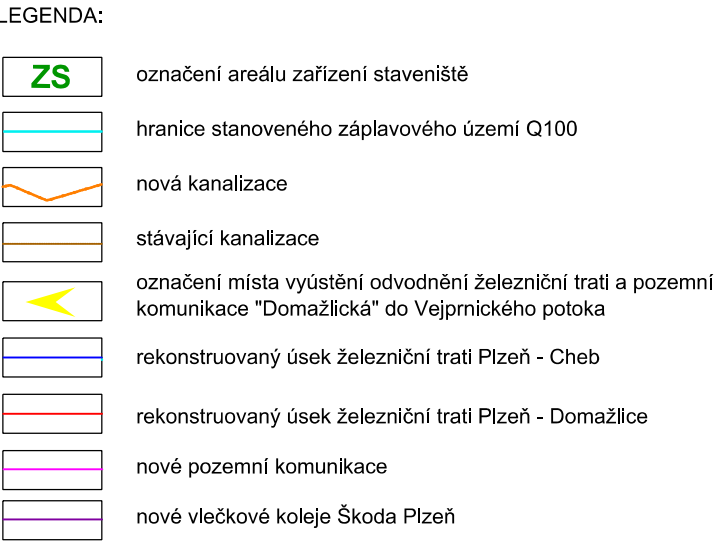 LEGENDA:
ZS označení areálu zařízení staveniště
hranice stanoveného záplavového území Q100
nová kanalizace
stávající kanalizace
označení místa vyústění odvodnění železniční trati a pozemní
komunikace "Domažlická" do Vejprnického potoka
rekonstruovaný úsek železniční trati Plzeň - Cheb
rekonstruovaný úsek železniční trati Plzeň - Domažlice
nové pozemní komunikace
nové vlečkové koleje Škoda Plzeň